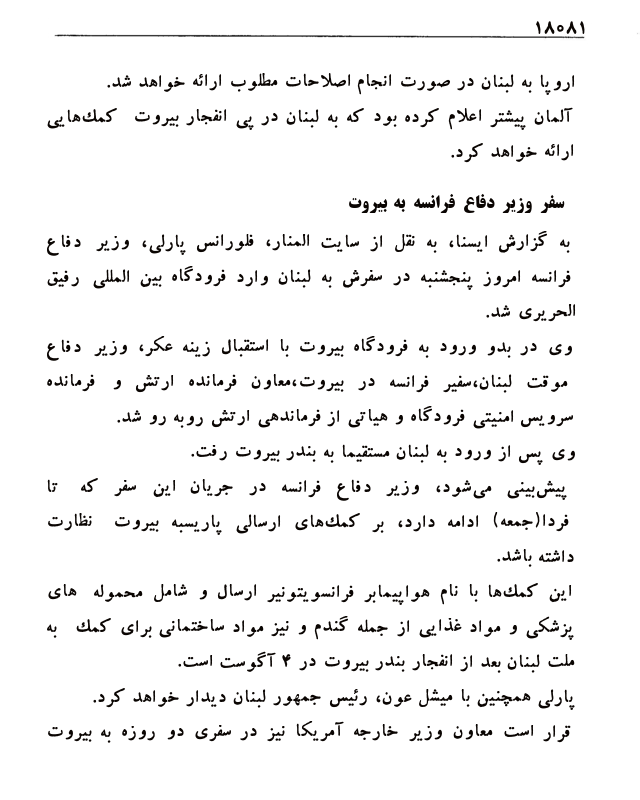 ۱۸۰۸۱
اروپا به لبنان در صورت انجام اصلاحات مطلوب ارائه خواهد شد.
آلمان پیشتر اعلام کرده بود که به لبنان در پی انفجار بیروت کمك‌هایی
ارائه خواهد کرد.
سفر وزیر دفاع فرانسه به بیروت
به گزارش ایسنا، به نقل از سایت المنار، فلورانس پارلی، وزیر دفاع
فرانسه امروز پنجشنبه در سفرش به لبنان وارد فرودگاه بین المللی رفیق
الحریری شد.
وی در بدو ورود به فرودگاه بیروت با استقبال زینه عکر، وزیر دفاع
موقت لبنان،سفیر فرانسه در بیروت،معاون فرمانده ارتش و فرمانده
سرویس امنیتی فرودگاه و هیاتی از فرماندهی ارتش روبه رو شد.
وی پس از ورود به لبنان مستقیما به بندر بیروت رفت.
پیش‌بینی می‌شود، وزیر دفاع فرانسه در جریان این سفر که تا
فردا(جمعه) ادامه دارد، بر کمك‌های ارسالی پاریسبه بیروت نظارت
داشته باشد.
این کمك‌ها با نام هواپیمابر فرانسویتونیر ارسال و شامل محموله های
پزشکی و مواد غذایی از جمله گندم و نیز مواد ساختمانی برای کمك به
ملت لبنان بعد از انفجار بندر بیروت در ۴ آگوست است.
پارلی همچنین با میشل عون، رئیس جمهور لبنان دیدار خواهد کرد.
قرار است معاون وزیر خارجه آمریکا نیز در سفری دو روزه به بیروت